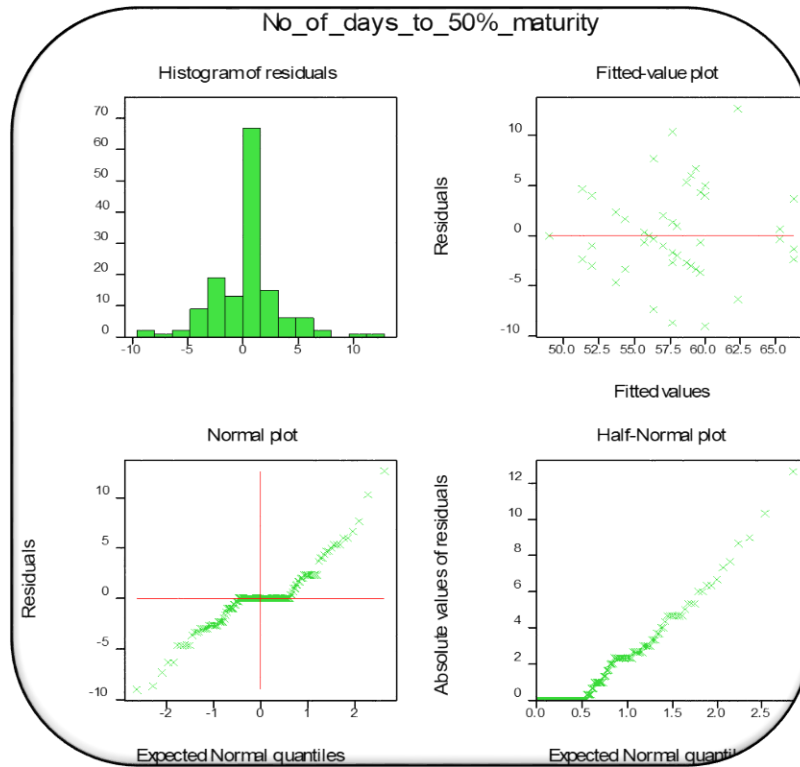 No_of_days_to_50%_maturity
Histogram of residuals
70
60
50
40
30
20
10
0
-10 -5 0 5 10
Fitted-value plot
Residuals
10
5
0
-5
-10
50.0 52.5 55.0 57.5 60.0 62.5 65.0
Fitted values
Normal plot
Residuals
10
5
0
-5
-10
-2 -1 0 1 2
Expected Normal quantiles
Half-Normal plot
Absolute values of residuals
12
10
8
6
4
2
0
0.0 0.5 1.0 1.5 2.0 2.5
Expected Normal quantil